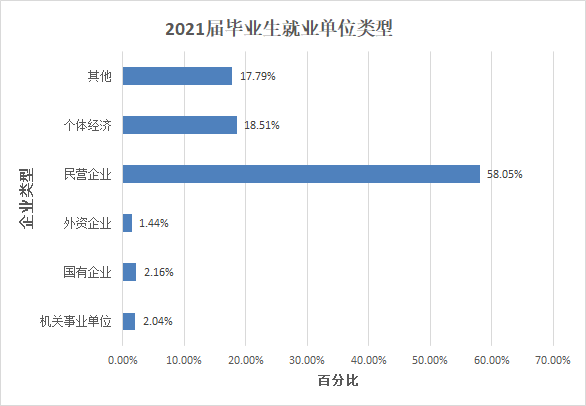 2021届毕业生就业单位类型
其他
17.79%
个体经济
18.51%
民营企业
58.05%
企业类型
外资企业
1.44%
国有企业
2.16%
机关事业单位
2.04%
0.00% 10.00% 20.00% 30.00% 40.00% 50.00% 60.00% 70.00%
百分比